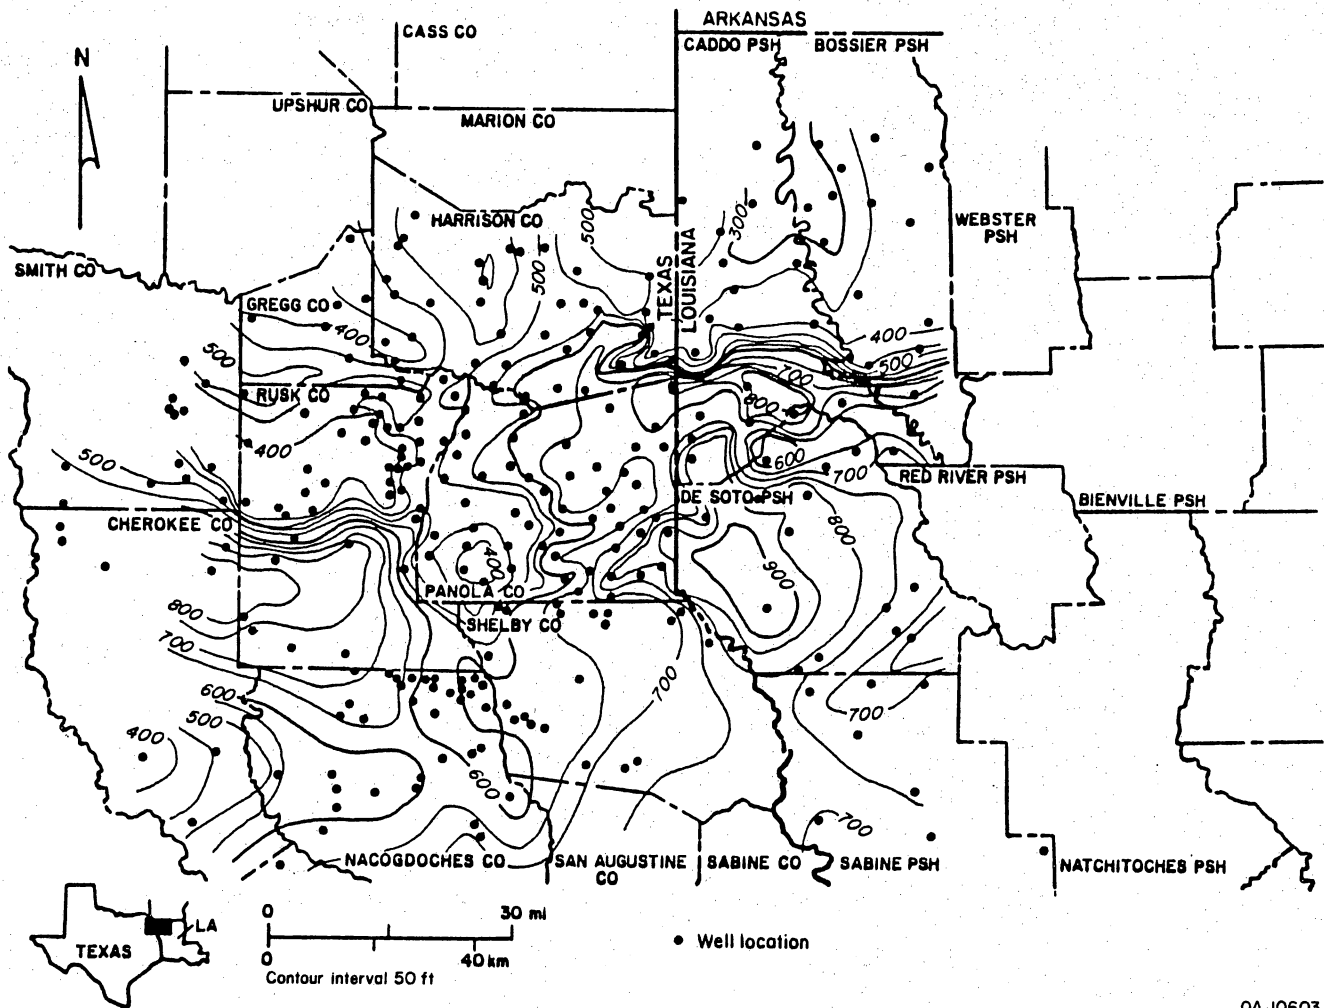 ARKANSAS
CASS CO
CADDO PSH
BOSSIER PSH
N
UPSHUR CO
MARION CO
HARRISON CO
500
300
WEBSTER
PSH
SMITH CO
TEXAS
LOUISIANA
500
GREGG CO
400
400
500
500
700
RUSK CO
800
400
600
500
700
RED RIVER PSH
DE SOTO PSH
BIENVILLE PSH
CHEROKEE CO
800
400
900
PANOLA CO
800
SHELBY CO
700
700
600
700
500
400
600
700
NACOGDOCHES CO
SAN AUGUSTINE
CO
SABINE CO
SABINE PSH
NATCHITOCHES PSH
0
30 mi
LA
TEXAS
Well location
0
40 km
Contour interval 50 ft
QAJ0603